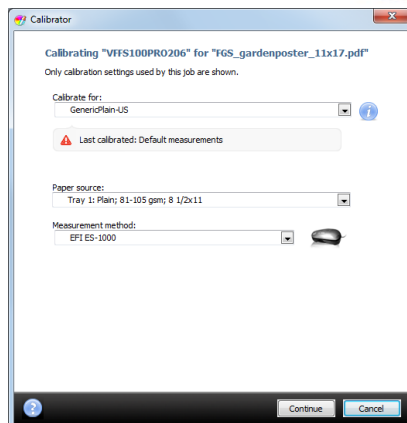 Calibrator
Calibrating "VFFS100PRO206" for "FGS_gardenposter_11x17.pdf"
Only calibration settings used by this job are shown.
Calibrate for:
GenericPlain-US
Last calibrated: Default measurements
Paper source:
Tray 1: Plain; 81-105 gsm; 8 1/2x11
Measurement method:
EFI ES-1000
Continue
Cancel